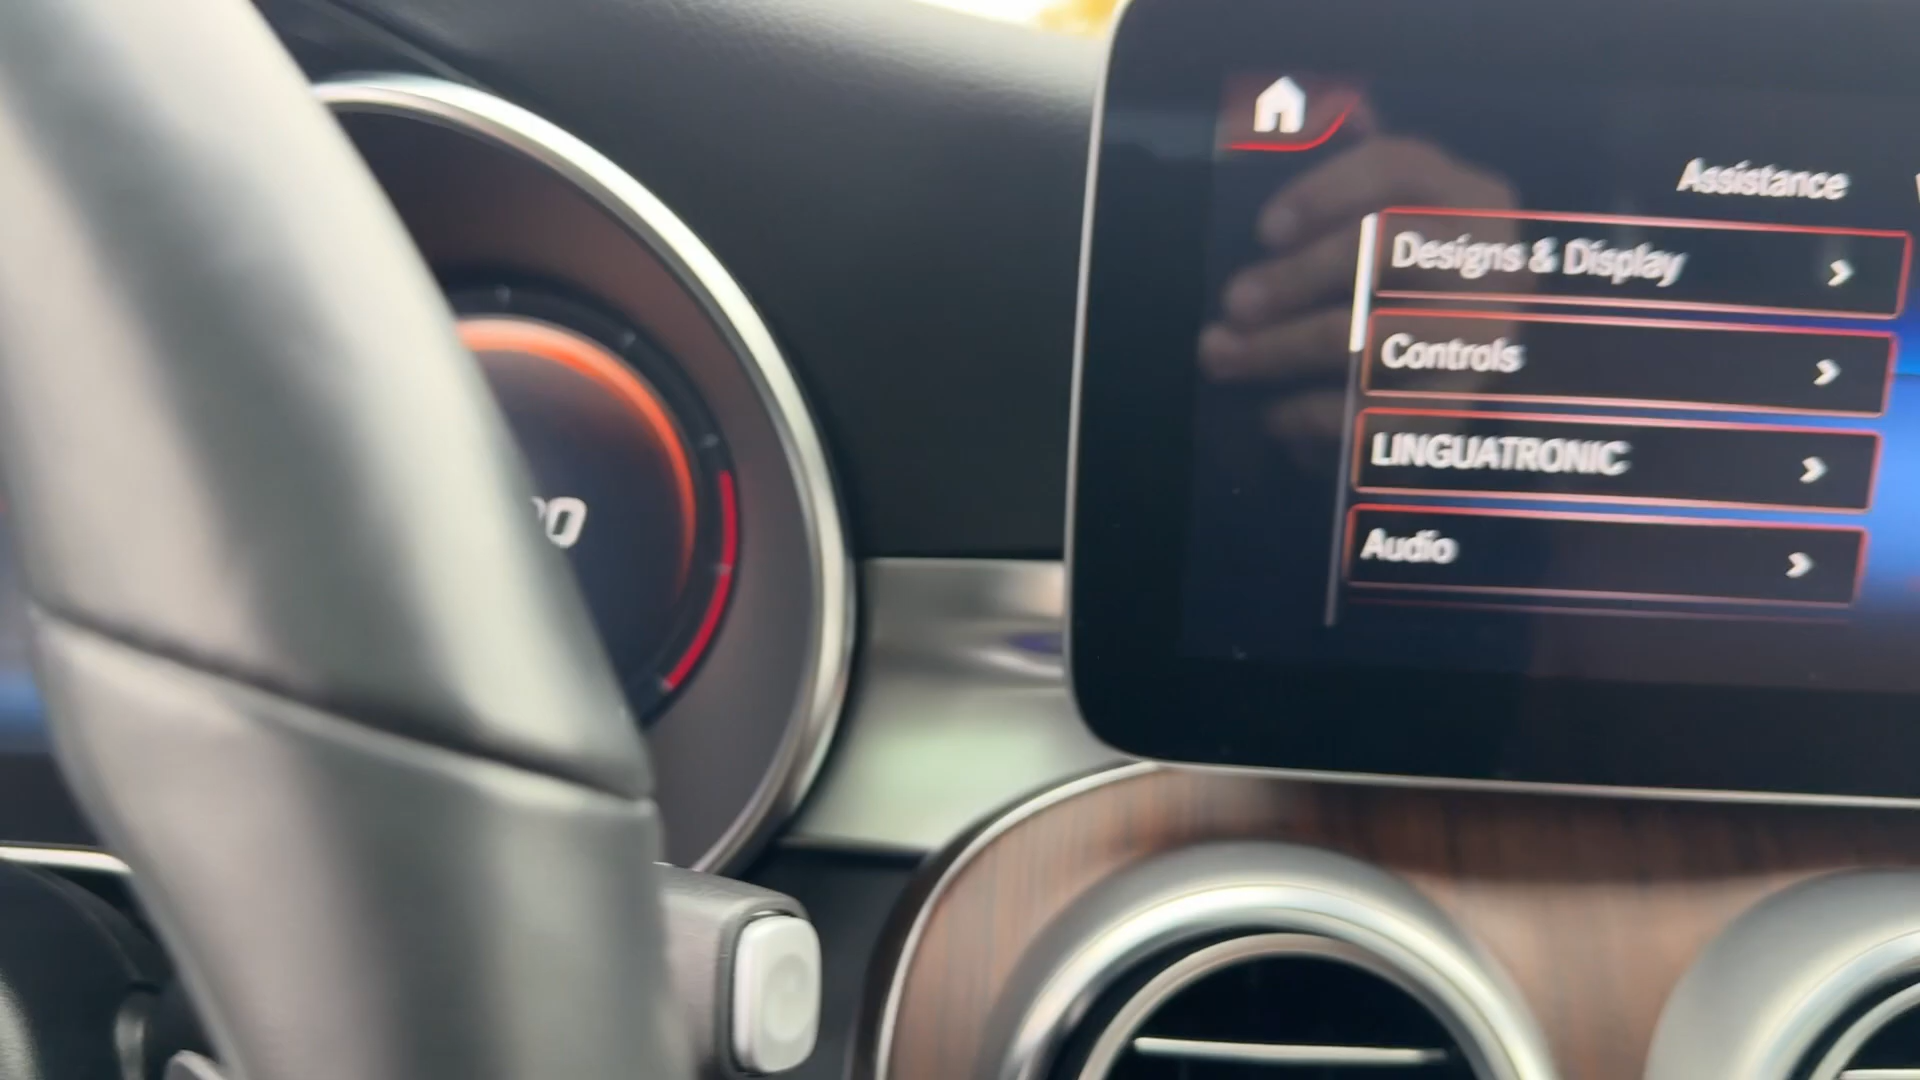 Assistance
Designs & Display
Controls
LINGUATRONIC
Audio